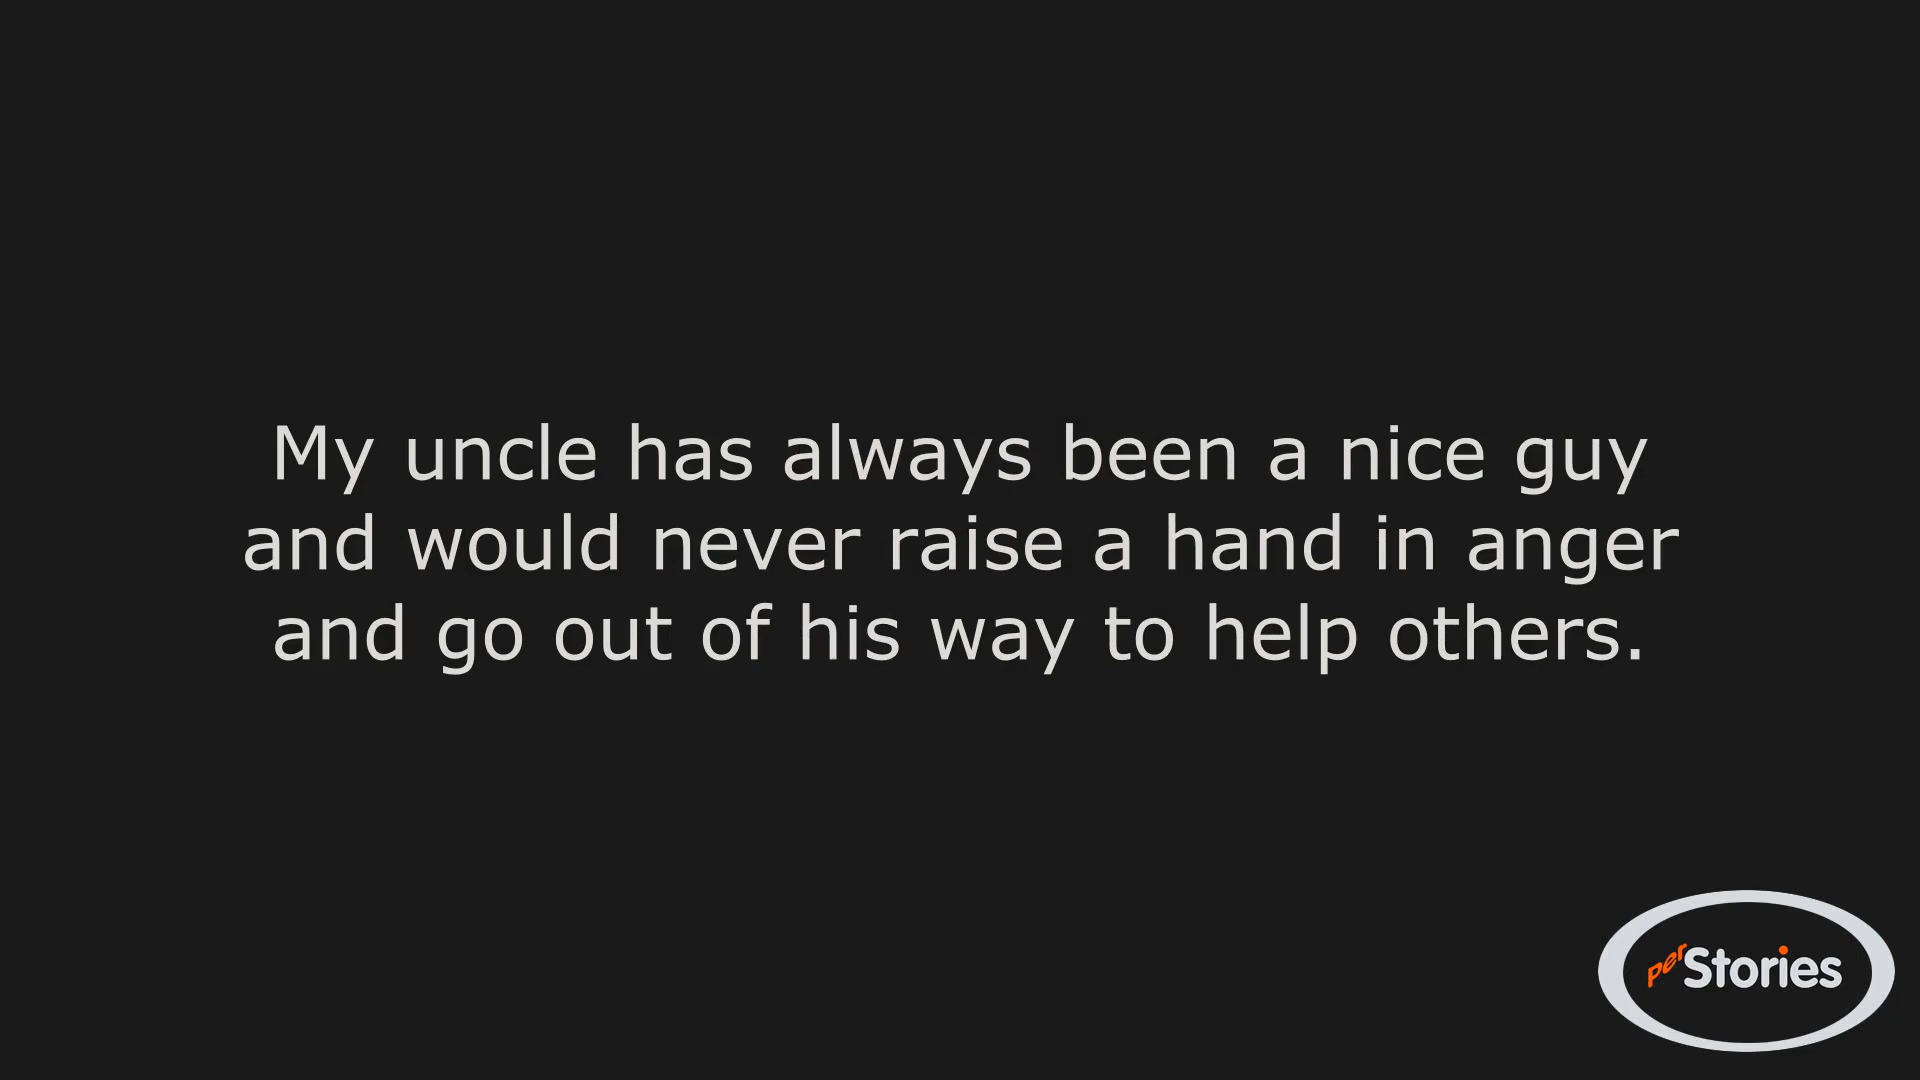 My uncle has always been a nice guy
and would never raise a hand in anger
and go out of his way to help others.
perStories